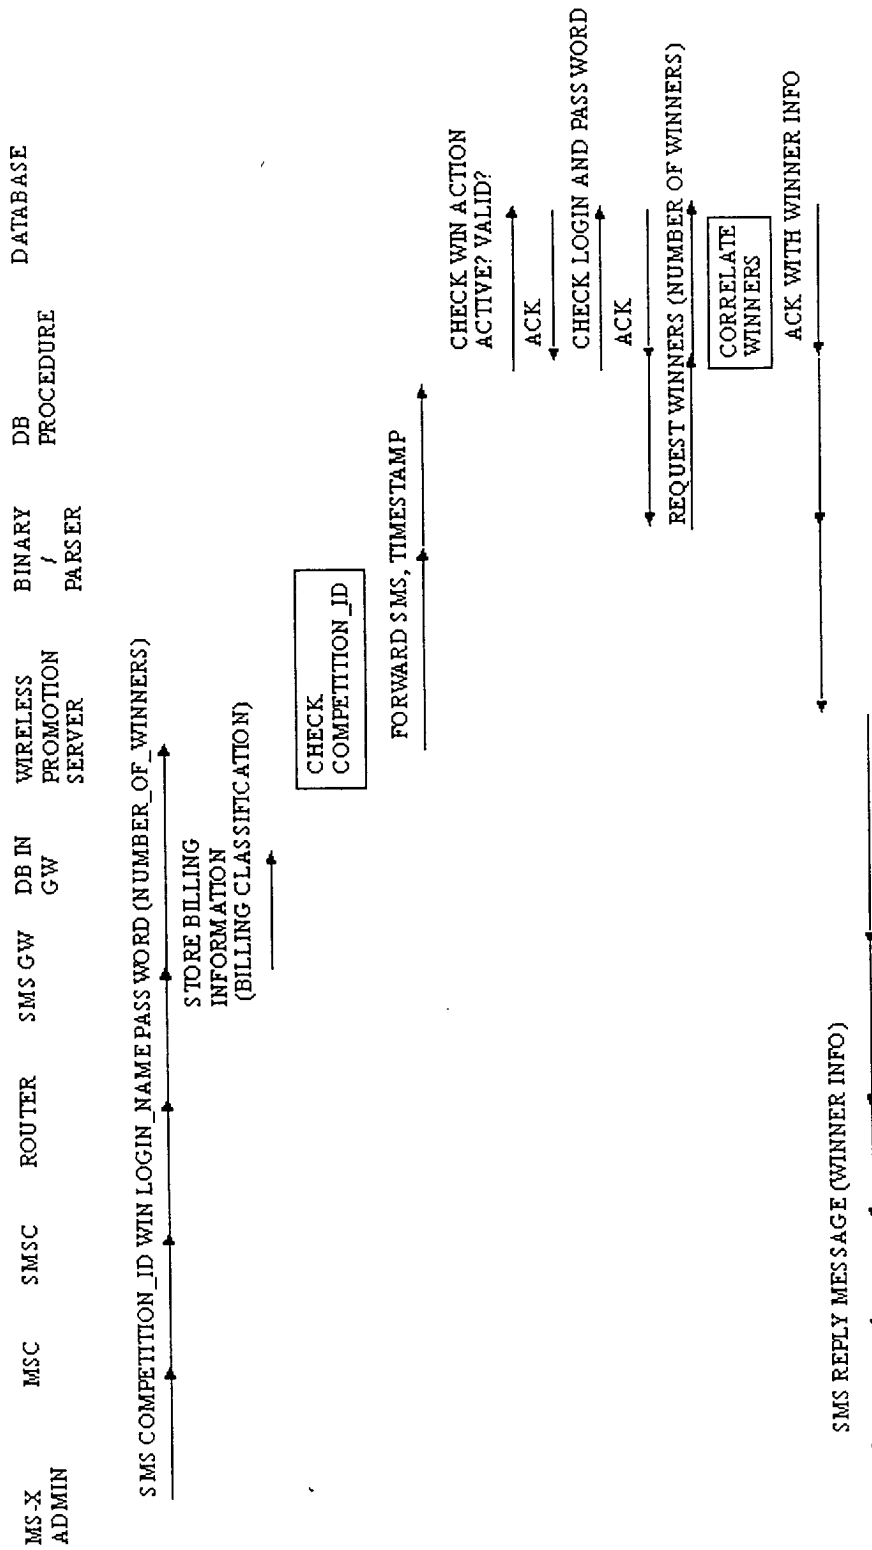 MS-X
ADMIN
MSC
SMSC
ROUTER
SMS GW
DB IN
GW
WIRELESS
PROMOTION
SERVER
BINARY
/
PARSER
DB
PROCEDURE
DATABASE
SMS COMPETITION_ID WIN LOGIN_NAME PASSWORD (NUMBER_OF_WINNERS)
STORE BILLING
INFORMATION
(BILLING CLASSIFICATION)
CHECK
COMPETITION_ID
FORWARD SMS, TIMESTAMP
CHECK WIN ACTION
ACTIVE? VALID?
ACK
CHECK LOGIN AND PASSWORD
ACK
REQUEST WINNERS (NUMBER OF WINNERS)
CORRELATE
WINNERS
ACK WITH WINNER INFO
SMS REPLY MESSAGE (WINNER INFO)